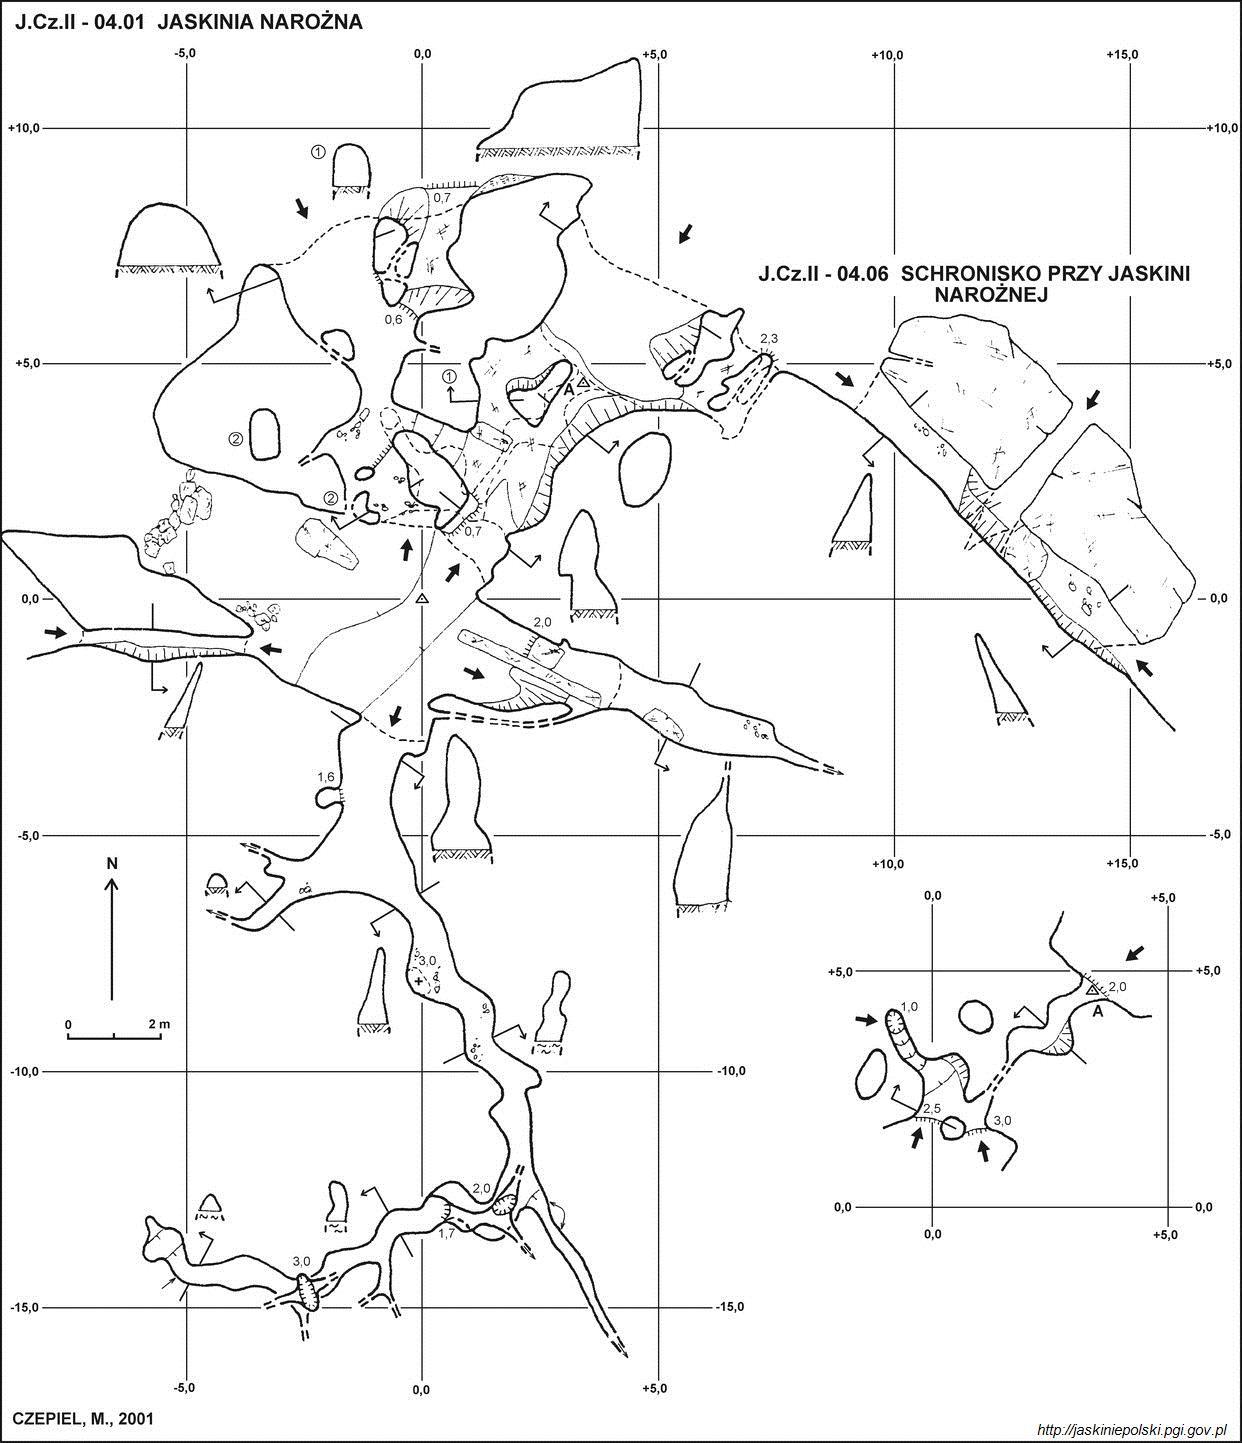 J.Cz.II - 04.01 JASKINIA NAROŻNA
-5,0 0,0 +5,0 +10,0 +15,0
+10,0 +10,0
1
0,7
J.Cz.II - 04.06 SCHRONISKO PRZY JASKINI
NAROŻNEJ
0,6
2,3
+5,0 +5,0
1
A
2
2
0,7
0,0 0,0
2,0
1,6
-5,0 -5,0
+10,0 +15,0
N
0,0 +5,0
3,0
+5,0 +5,0
2,0
1,0
A
0 2 m
-10,0 -10,0
2,5
3,0
2,0
1,7
0,0 0,0
0,0 +5,0
3,0
-15,0 -15,0
-5,0 0,0 +5,0
CZEPIEL, M., 2001
http://jaskiniepolski.pgi.gov.pl